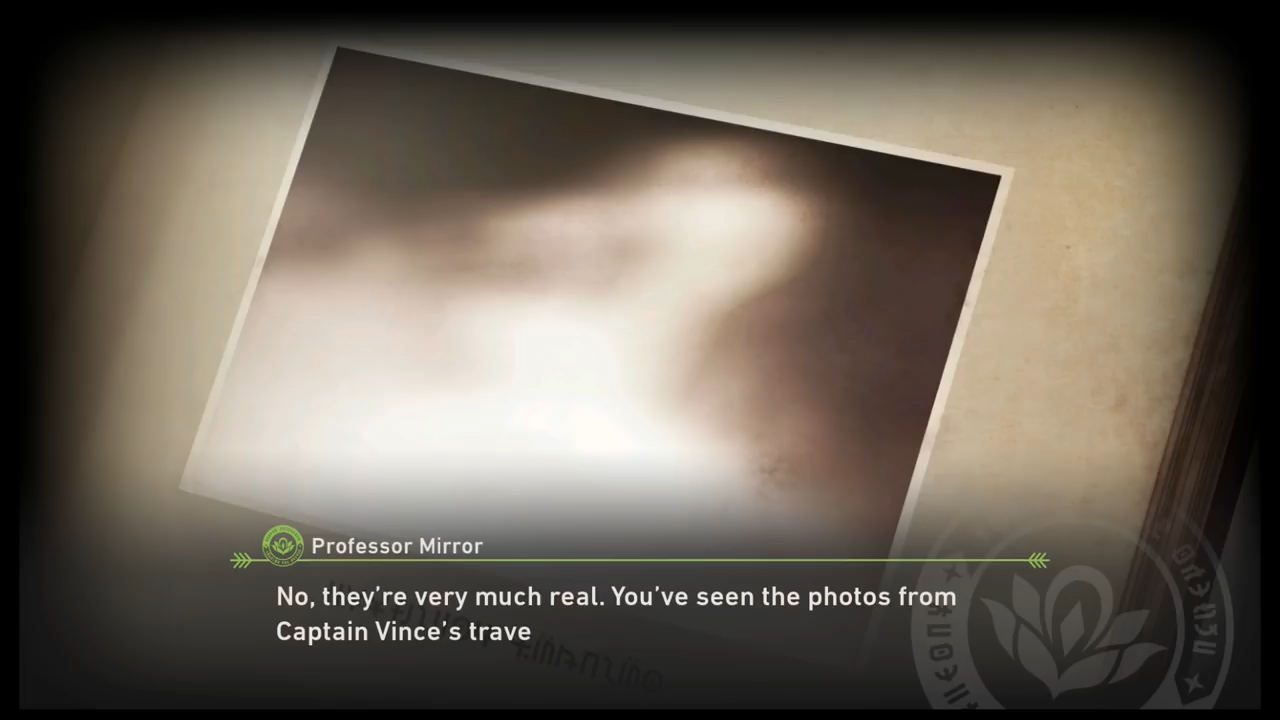 Professor Mirror
No, they're very much real. You've seen the photos from
Captain Vince's trave